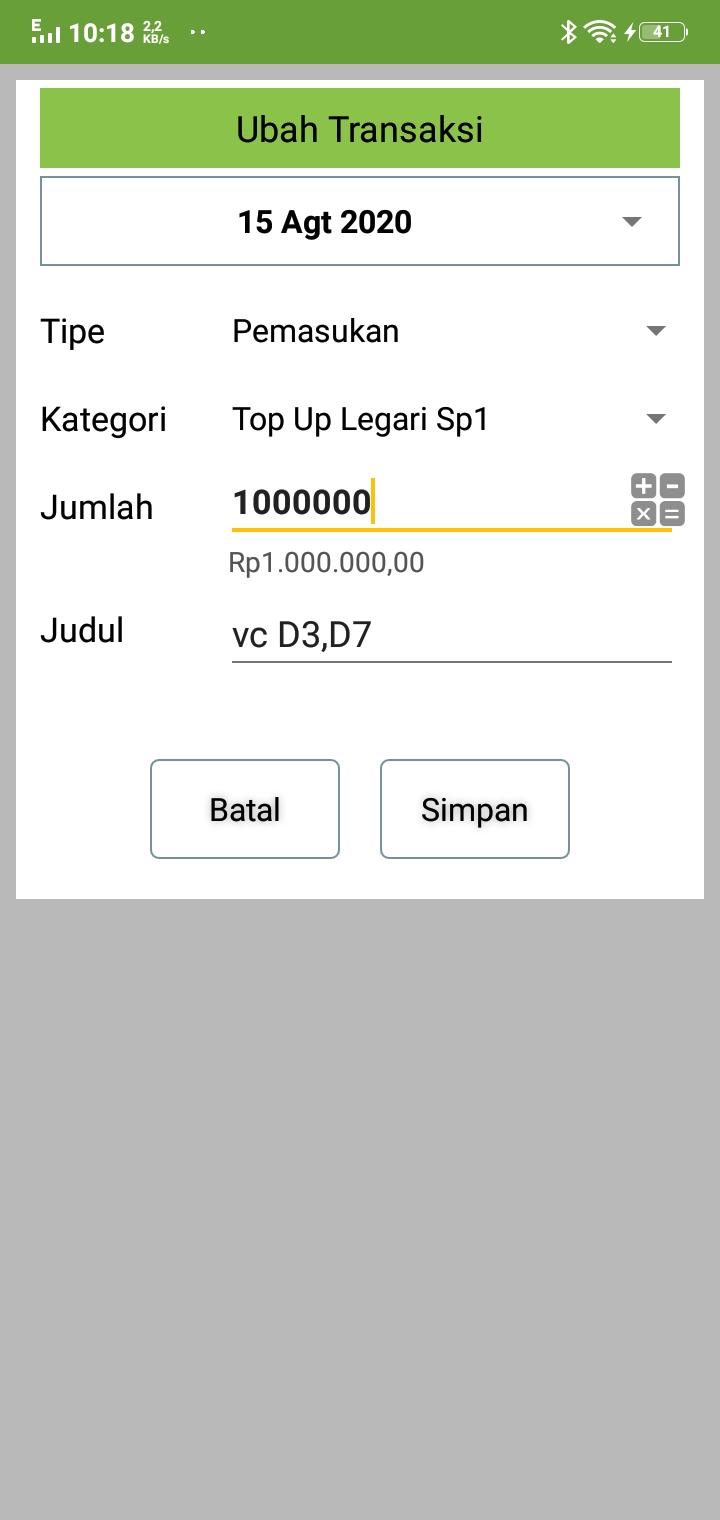 E 10:18 2,2 KB/s 41
Ubah Transaksi
15 Agt 2020
Tipe Pemasukan
Kategori Top Up Legari Sp1
Jumlah 1000000
Rp1.000.000,00
Judul vc D3,D7
Batal Simpan